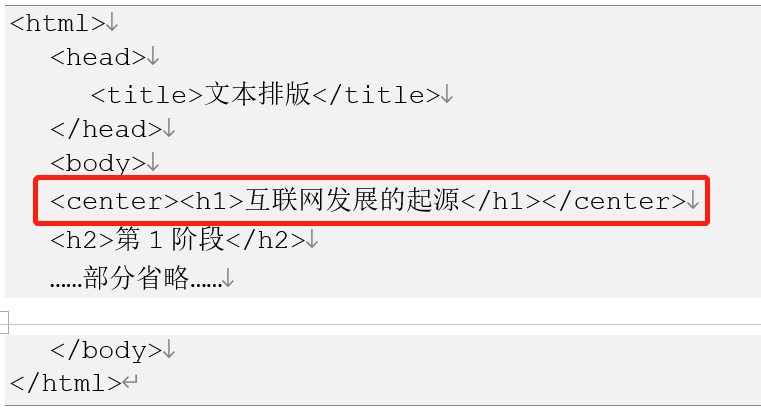 <html>↓
<head>↓
<title>文本排版</title>↓
</head>↓
<body>↓
<center><h1>互联网发展的起源</h1></center>↓
<h2>第 1 阶段</h2>↓
……部分省略……↓
</body>↓
</html>↵